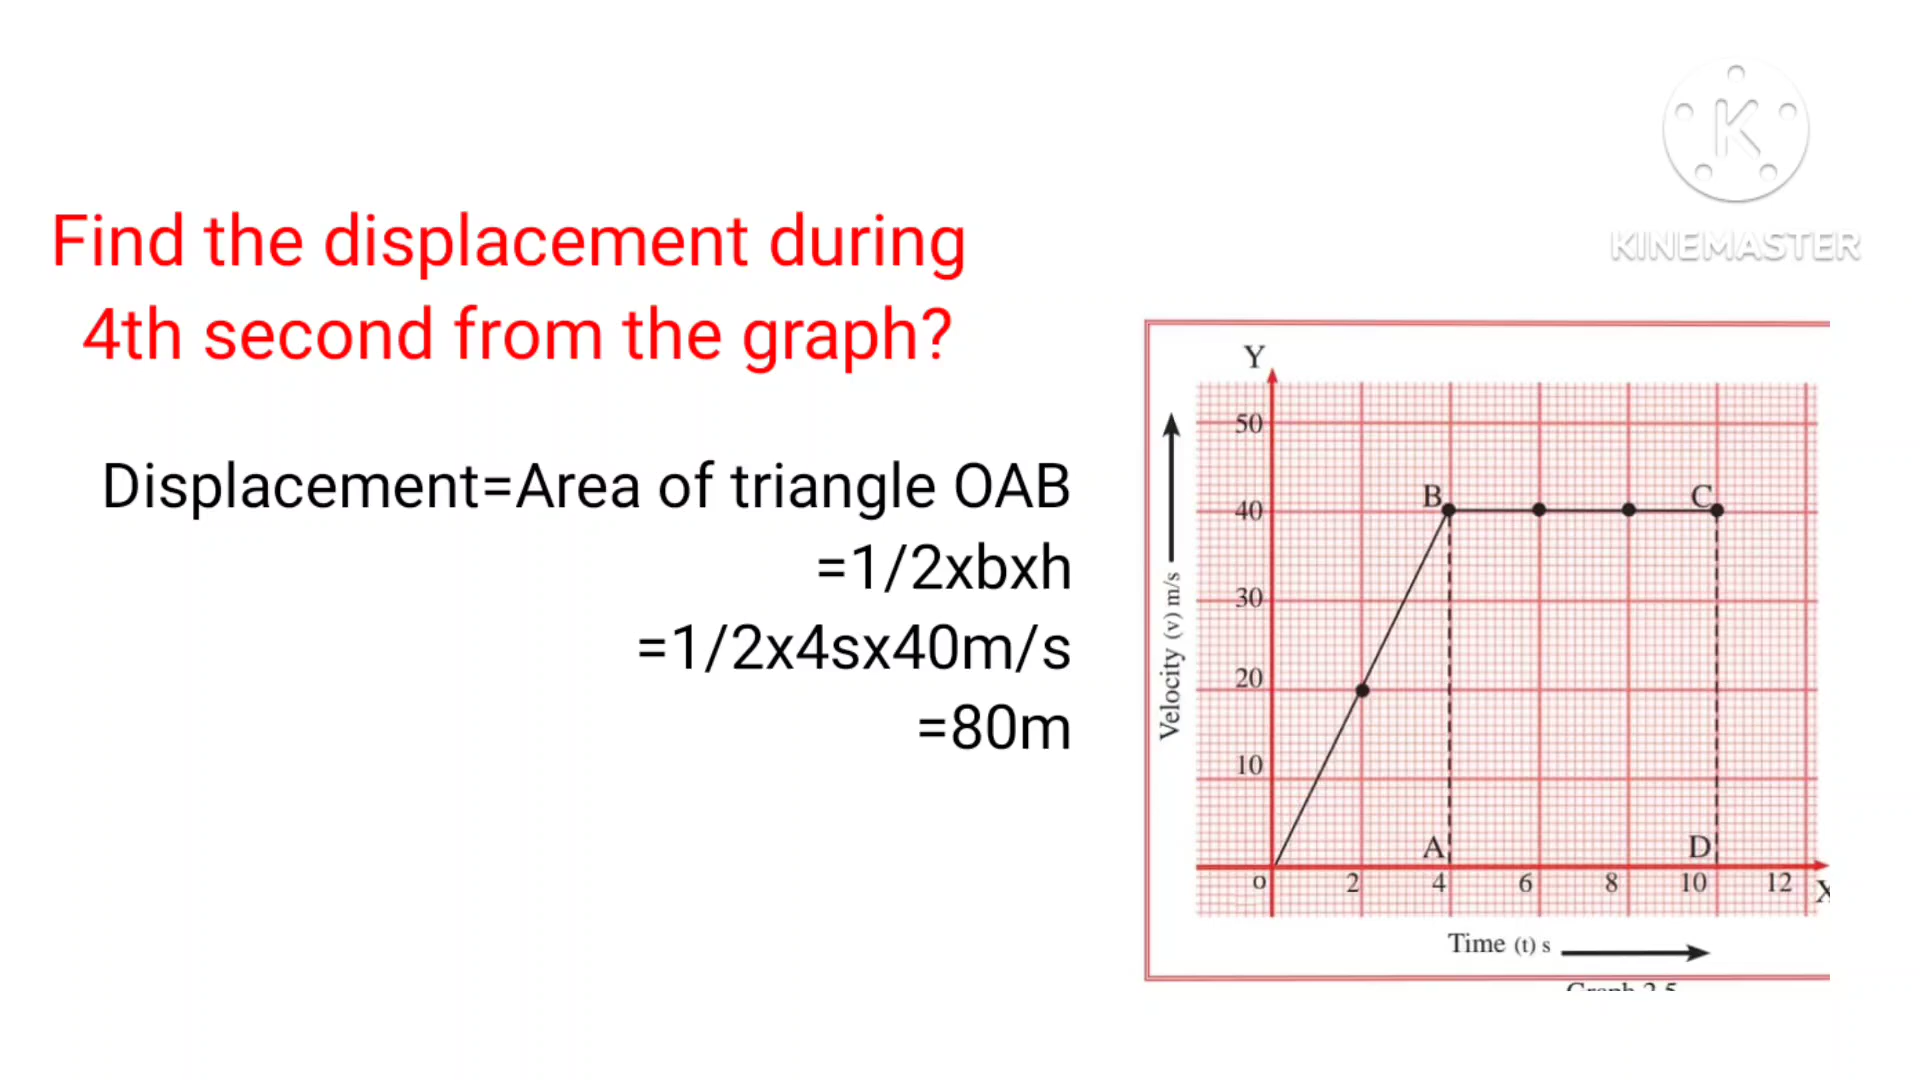 KINEMASTER
Find the displacement during
4th second from the graph?
Displacement=Area of triangle OAB
=1/2xbxh
=1/2x4sx40m/s
=80m
Y
50
40
30
20
10
Velocity (v) m/s
B
C
A
D
o
2
4
6
8
10
12
X
Time (t) s